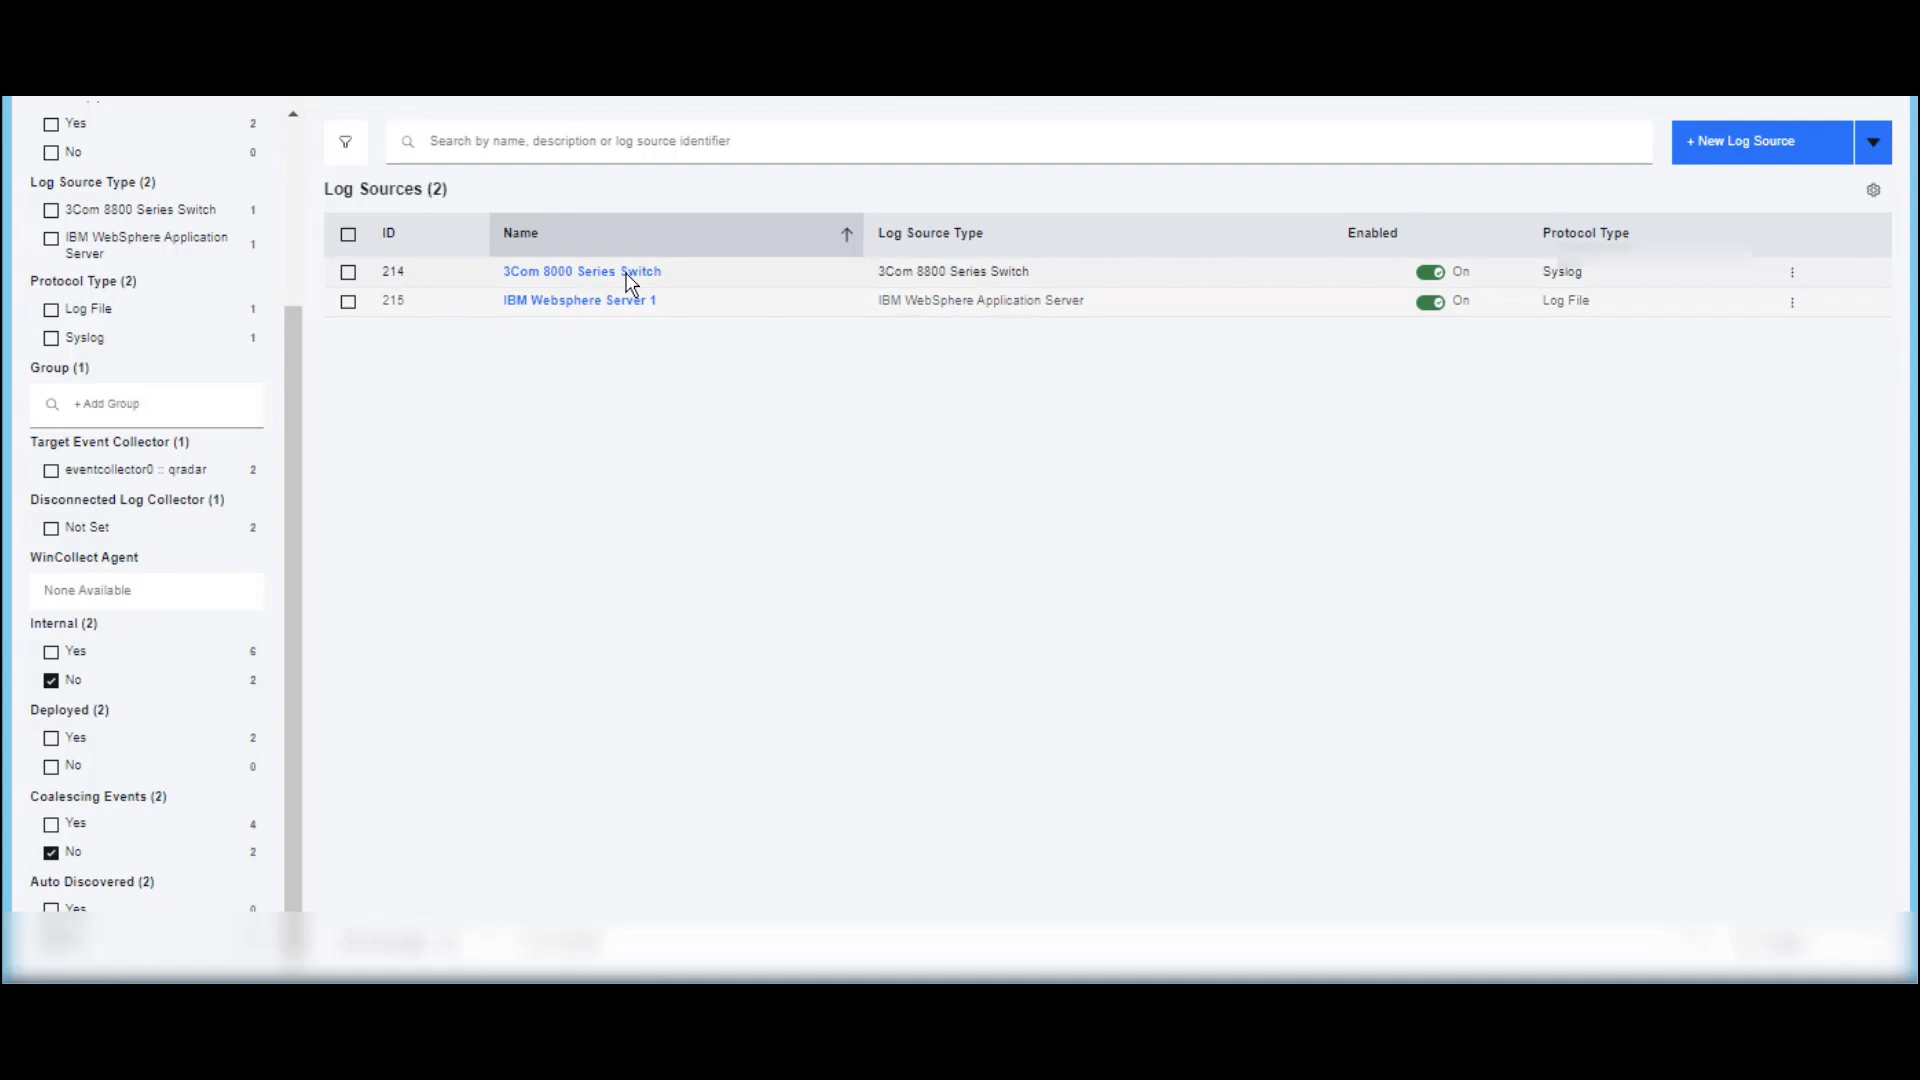 Yes 2
No 0
Log Source Type (2)
3Com 8800 Series Switch 1
IBM WebSphere Application
Server 1
Protocol Type (2)
Log File 1
Syslog 1
Group (1)
+ Add Group
Target Event Collector (1)
eventcollector0 :: qradar 2
Disconnected Log Collector (1)
Not Set 2
WinCollect Agent
None Available
Internal (2)
Yes 6
No 2
Deployed (2)
Yes 2
No 0
Coalescing Events (2)
Yes 4
No 2
Auto Discovered (2)
Yes 0
Search by name, description or log source identifier
+ New Log Source
Log Sources (2)
ID Name Log Source Type Enabled Protocol Type
214 3Com 8000 Series Switch 3Com 8800 Series Switch On Syslog
215 IBM Websphere Server 1 IBM WebSphere Application Server On Log File